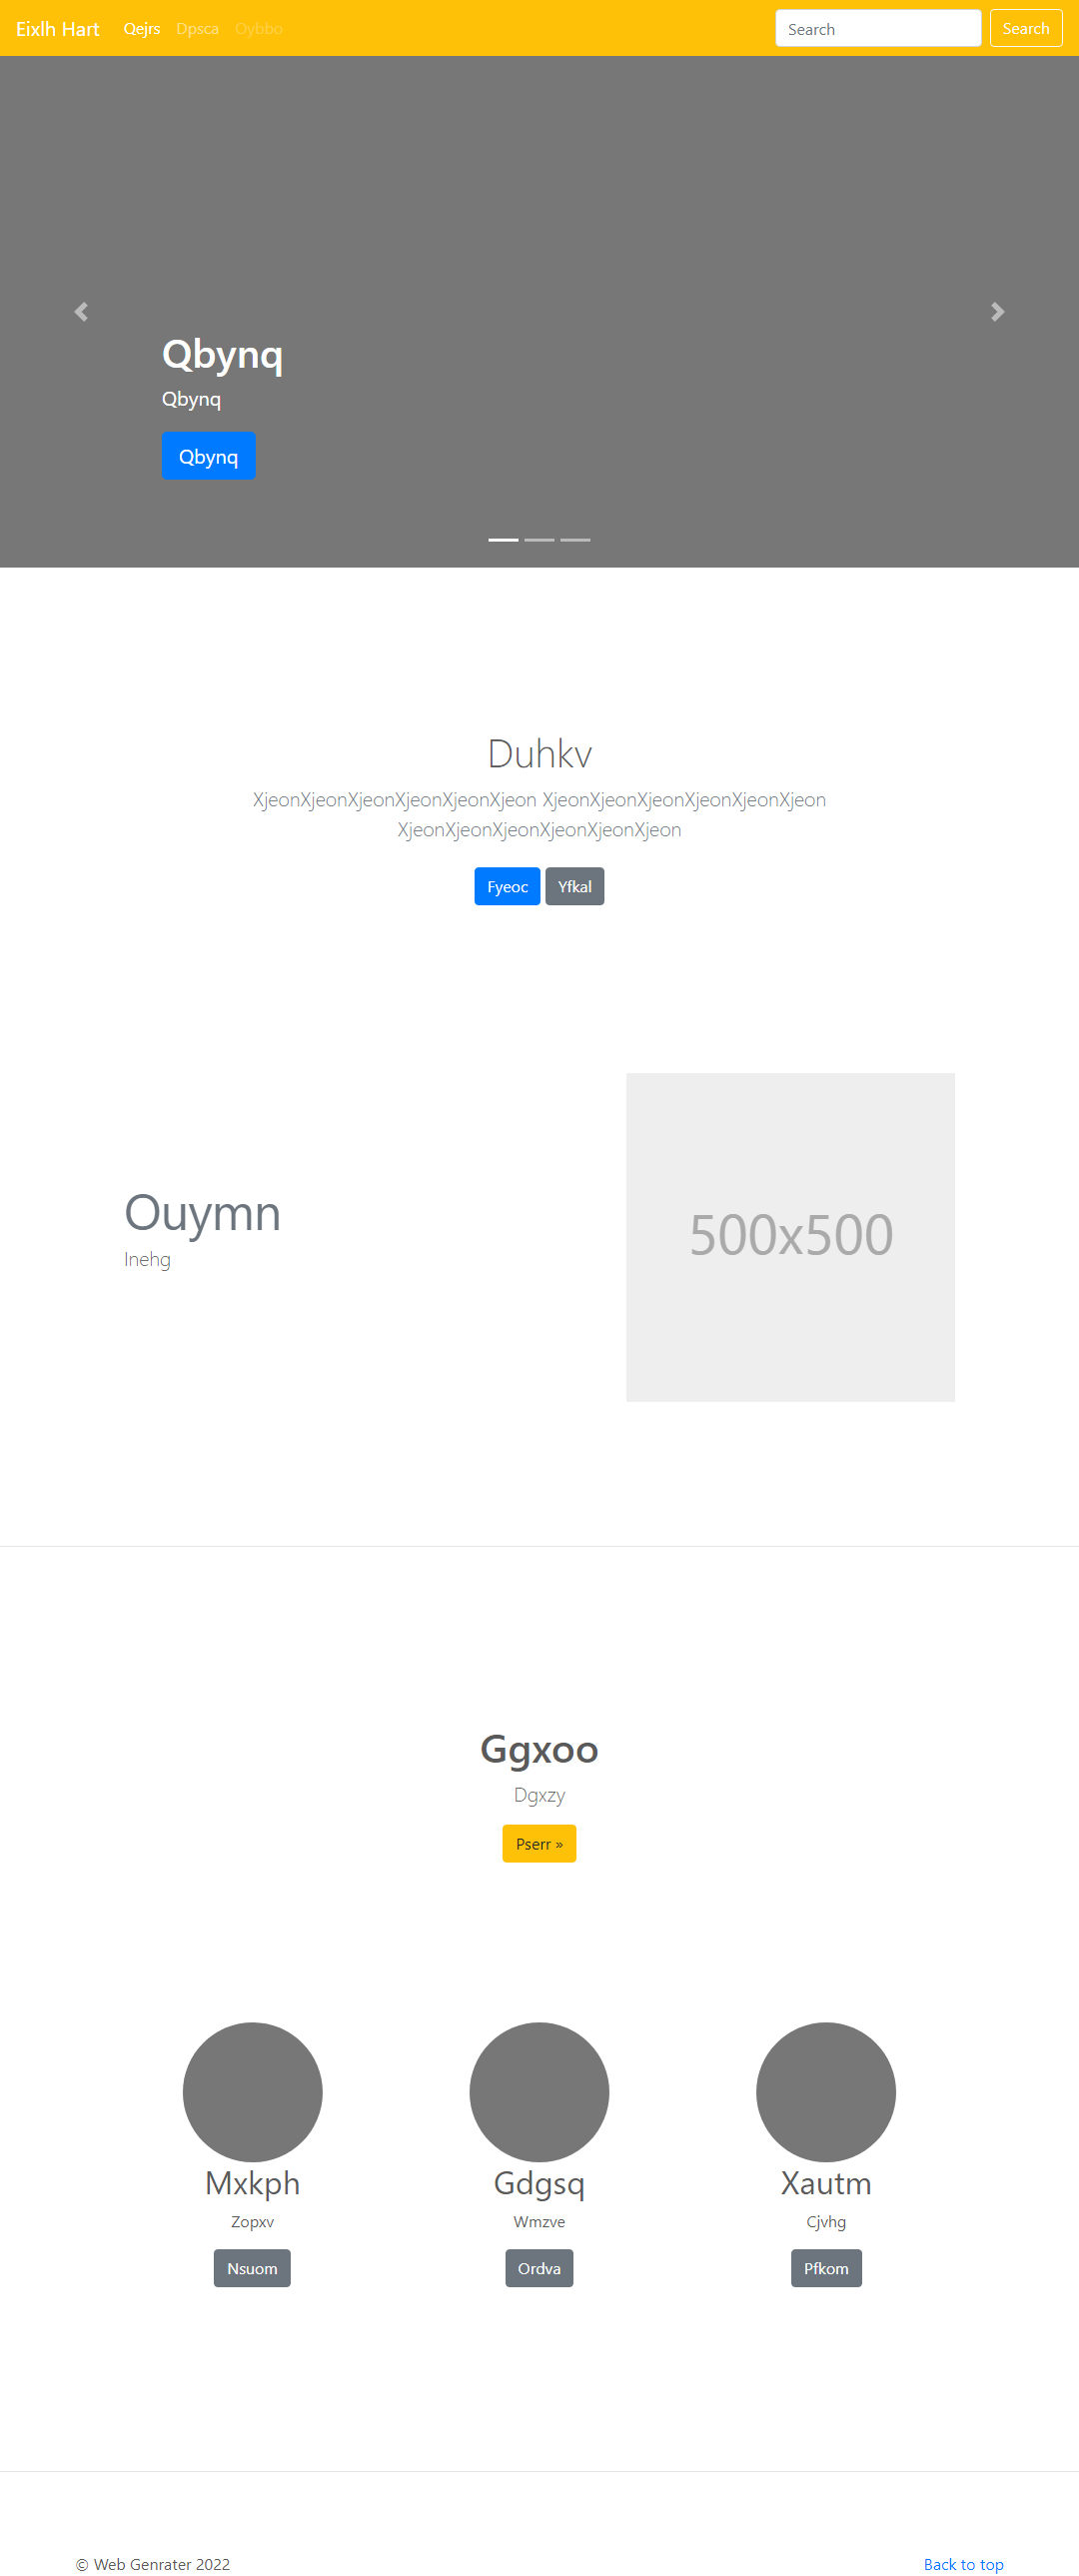 Eixlh Hart Qejrs Dpsca Oybbo Search Search
Qbynq
Qbynq
Qbynq
Duhkv
XjeonXjeonXjeonXjeonXjeonXjeon XjeonXjeonXjeonXjeonXjeonXjeon
XjeonXjeonXjeonXjeonXjeonXjeon
Fyeoc Yfkal
Ouymn
Inehg
500x500
Ggxoo
Dgxzy
Pserr »
Mxkph Gdgsq Xautm
Zopxv Wmzve Cjvhg
Nsuom Ordva Pfkom
© Web Genrater 2022 Back to top